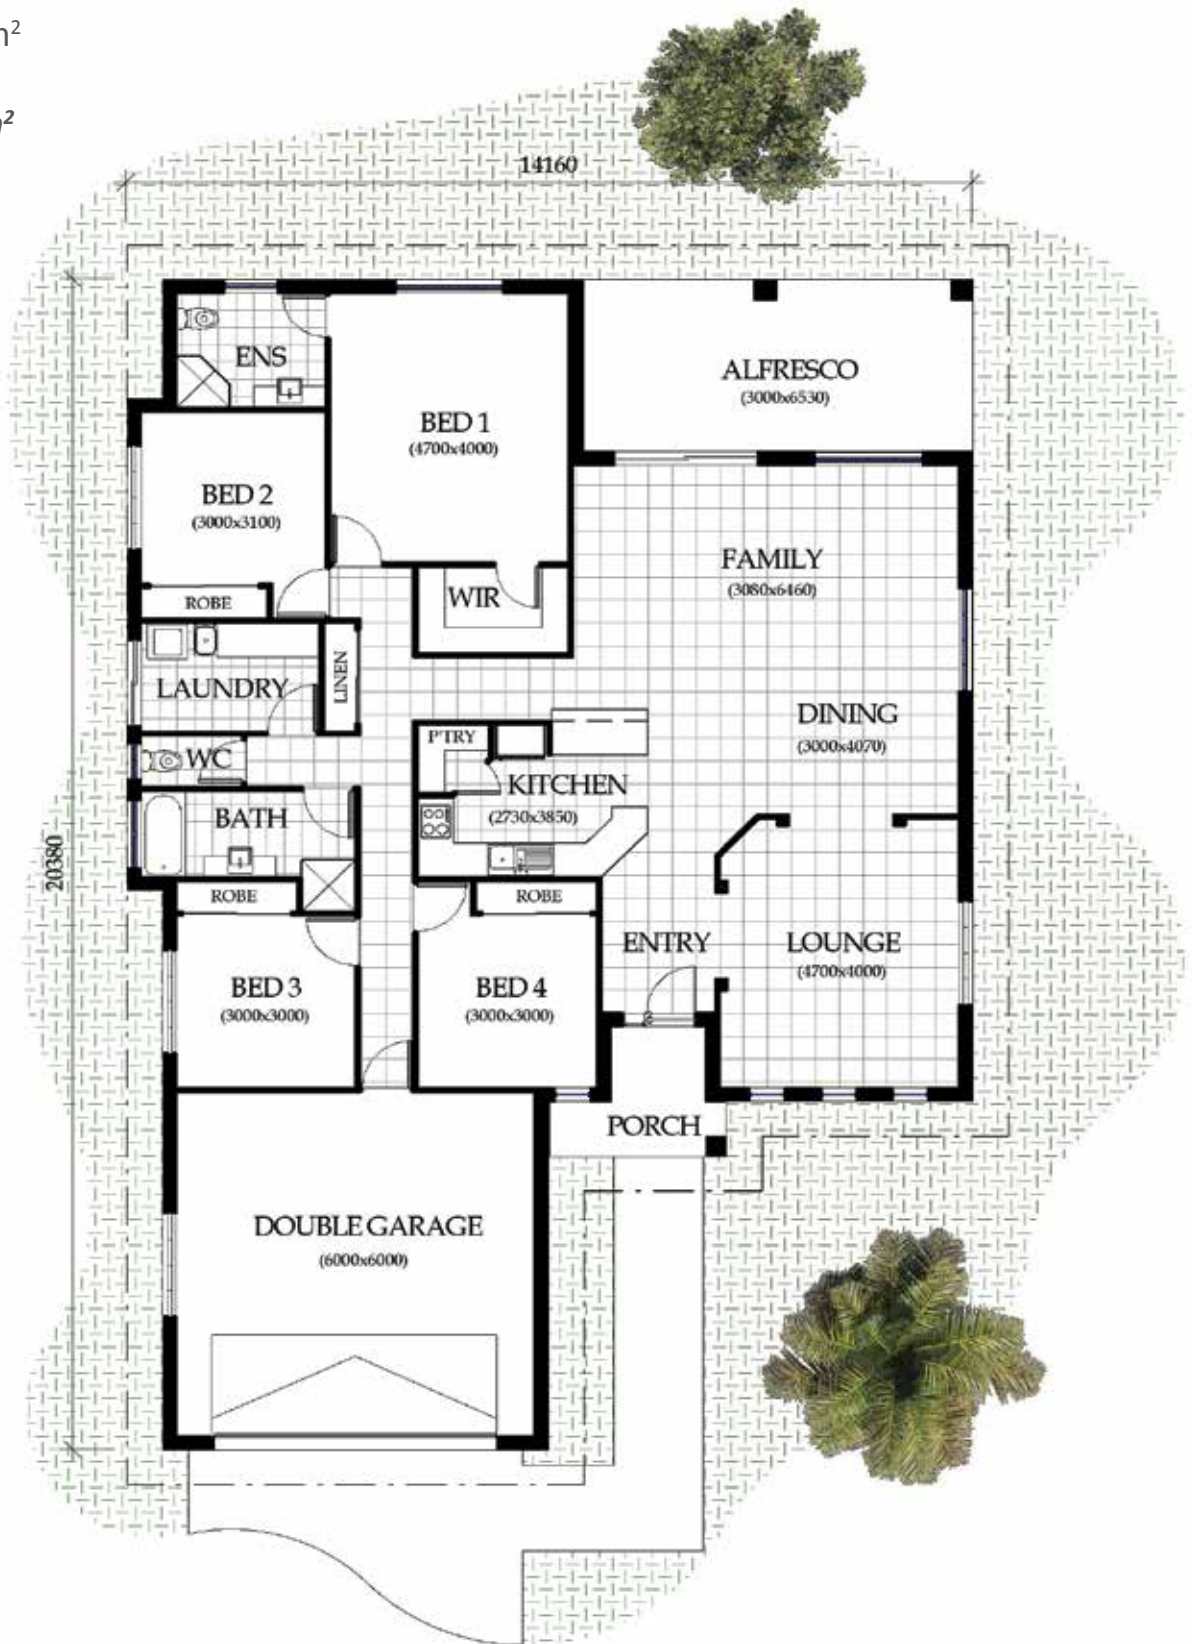 m²
m²
14160
20380
ENS
BED 1
(4700x4000)
ALFRESCO
(3000x6530)
BED 2
(3000x3100)
ROBE
WIR
FAMILY
(3080x6460)
LAUNDRY
LINEN
DINING
(3000x4070)
WC
P'TRY
KITCHEN
(2730x3850)
BATH
ROBE
ROBE
ENTRY
LOUNGE
(4700x4000)
BED 3
(3000x3000)
BED 4
(3000x3000)
PORCH
DOUBLE GARAGE
(6000x6000)